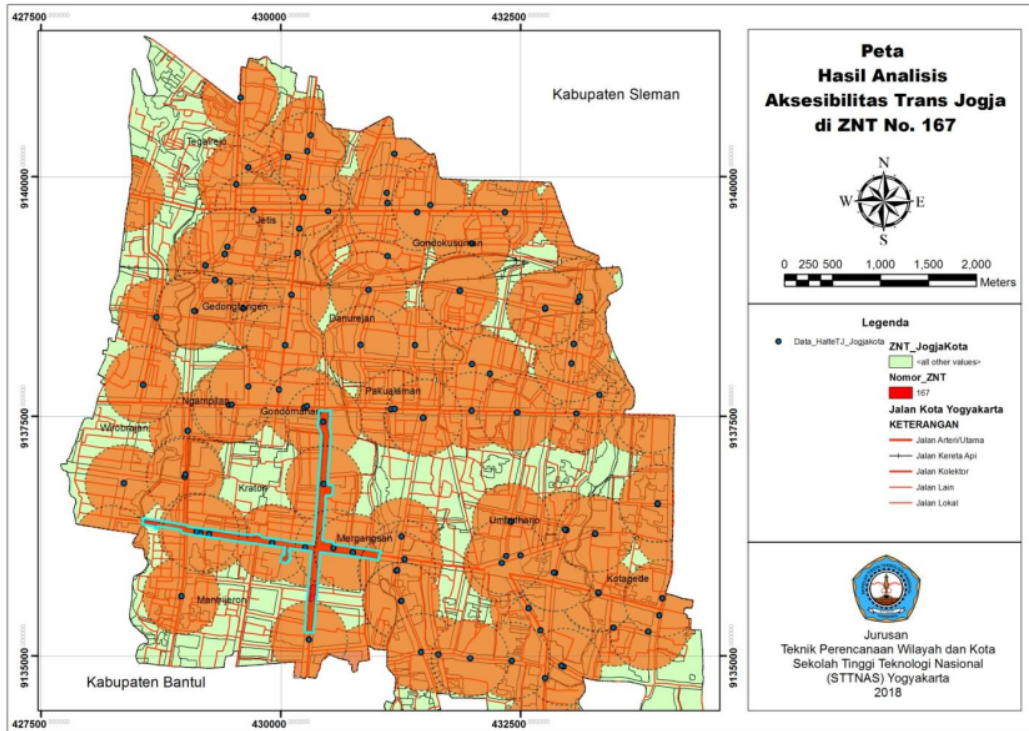 427500
430000
432500
9140000
9137500
9135000
9140000
9137500
9135000
427500
430000
432500
Kabupaten Sleman
Tegalrejo
Jetis
Gondokusuman
Gedongtengen
Danurejan
Ngampilan
Gondomanan
Pakualaman
Wirobrajan
Kraton
Mergangsan
Umbulharjo
Kotagede
Mantrijeron
Kabupaten Bantul
Peta
Hasil Analisis
Aksesibilitas Trans Jogja
di ZNT No. 167
N
W
E
S
0 250 500 1,000 1,500 2,000
Meters
Legenda
Data_HalteTJ_Jogjakota
ZNT_JogjaKota
<all other values>
Nomor_ZNT
167
Jalan Kota Yogyakarta
KETERANGAN
Jalan Arteri/Utama
Jalan Kereta Api
Jalan Kolektor
Jalan Lain
Jalan Lokal
Jurusan
Teknik Perencanaan Wilayah dan Kota
Sekolah Tinggi Teknologi Nasional
(STTNAS) Yogyakarta
2018